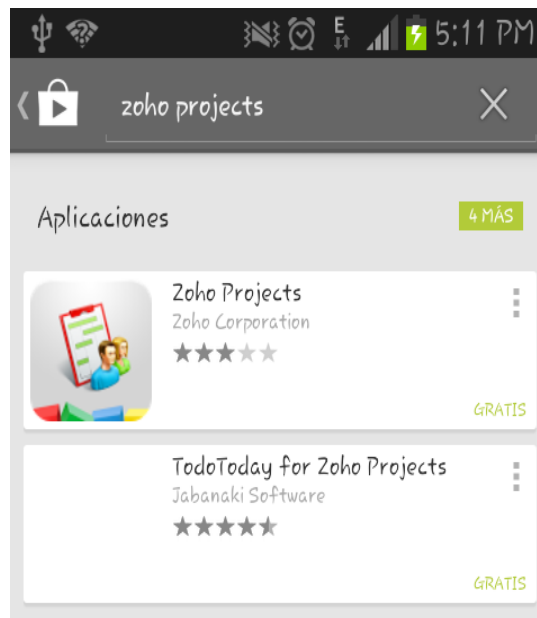 E 5:11 PM
zoho projects
Aplicaciones
4 MÁS
Zoho Projects
Zoho Corporation
GRATIS
TodoToday for Zoho Projects
Jabanaki Software
GRATIS